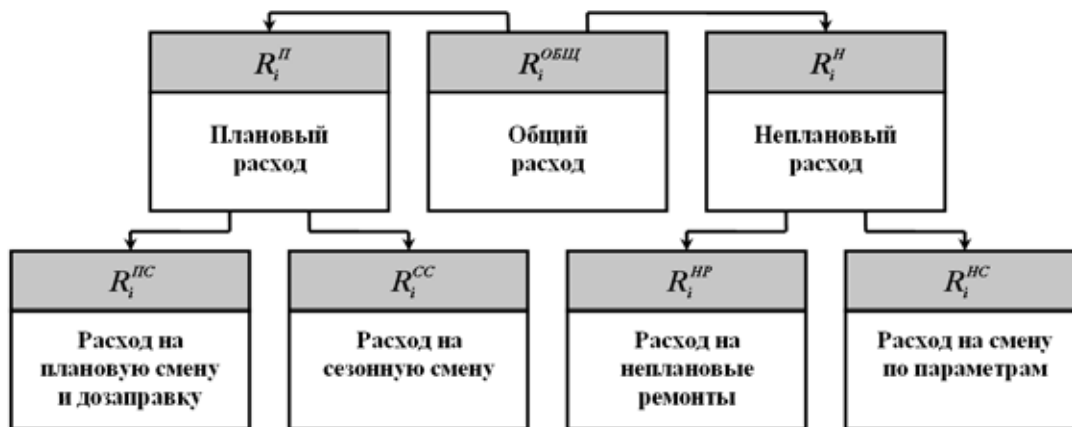 R_i^П
R_i^ОБЩ
R_i^Н
Плановый
расход
Общий
расход
Неплановый
расход
R_i^ПС
R_i^СС
R_i^НР
R_i^НС
Расход на
плановую смену
и дозаправку
Расход на
сезонную смену
Расход на
неплановые
ремонты
Расход на смену
по параметрам